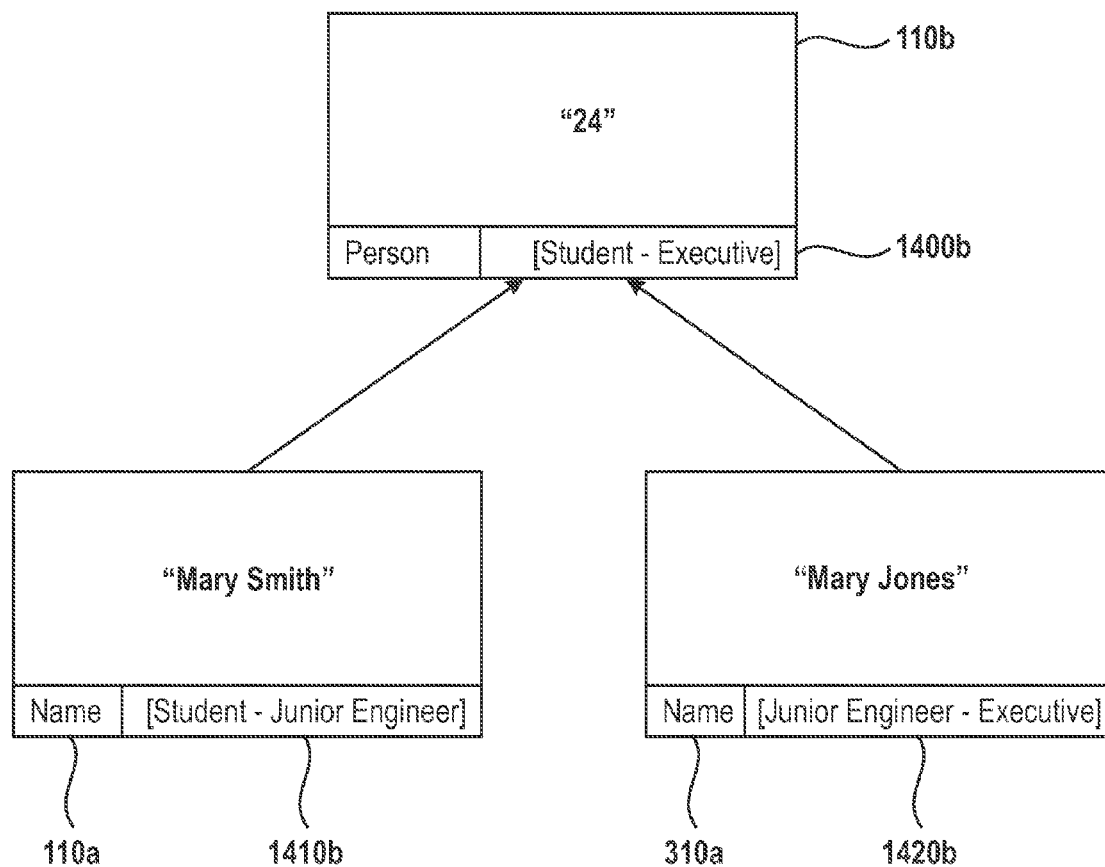 110b
“24”
Person [Student - Executive]
1400b
“Mary Smith” “Mary Jones”
Name [Student - Junior Engineer] Name [Junior Engineer - Executive]
110a 1410b 310a 1420b